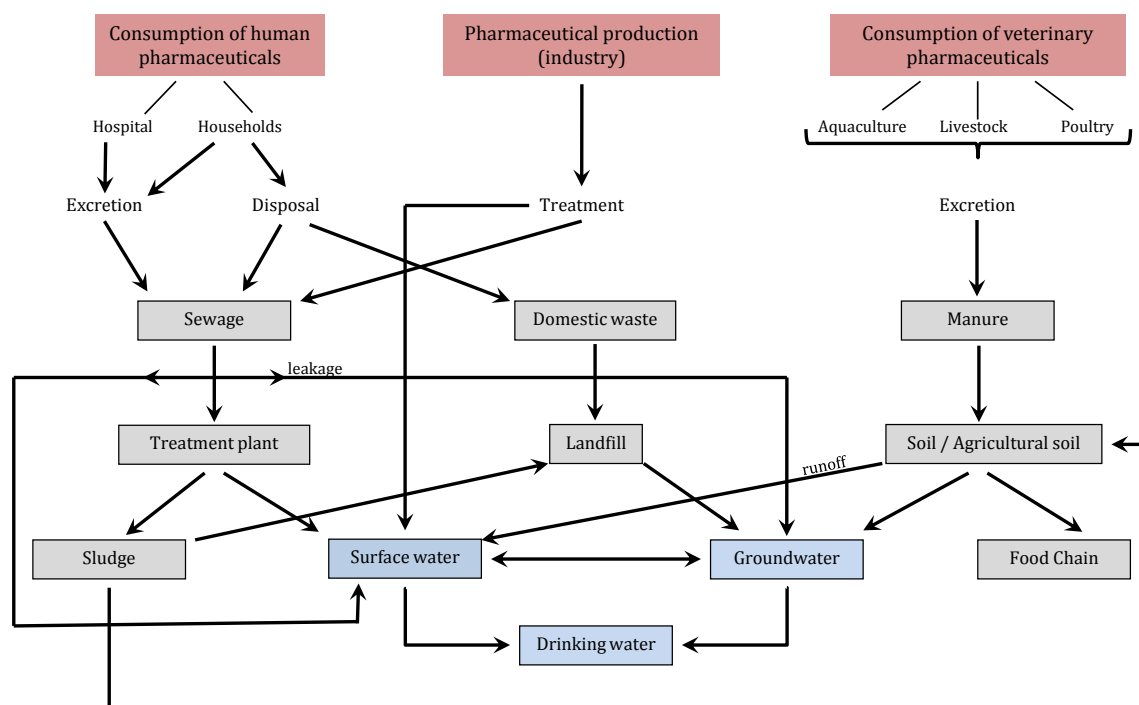 Consumption of human
pharmaceuticals
Pharmaceutical production
(industry)
Consumption of veterinary
pharmaceuticals
Hospital
Households
Aquaculture
Livestock
Poultry
Excretion
Disposal
Treatment
Excretion
Sewage
Domestic waste
Manure
leakage
Treatment plant
Landfill
Soil / Agricultural soil
runoff
Sludge
Surface water
Groundwater
Food Chain
Drinking water